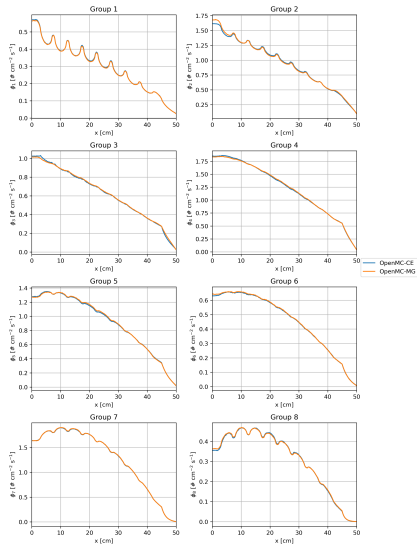 Group 1
Group 2
0.5
0.4
0.3
0.2
0.1
0.0
ϕ₁ [# cm⁻² s⁻¹]
0 10 20 30 40 50
x [cm]
1.75
1.50
1.25
1.00
0.75
0.50
0.25
ϕ₂ [# cm⁻² s⁻¹]
0 10 20 30 40 50
x [cm]
Group 3
Group 4
1.0
0.8
0.6
0.4
0.2
0.0
ϕ₃ [# cm⁻² s⁻¹]
0 10 20 30 40 50
x [cm]
1.75
1.50
1.25
1.00
0.75
0.50
0.25
0.00
ϕ₄ [# cm⁻² s⁻¹]
0 10 20 30 40 50
x [cm]
OpenMC-CE
OpenMC-MG
Group 5
Group 6
1.4
1.2
1.0
0.8
0.6
0.4
0.2
0.0
ϕ₅ [# cm⁻² s⁻¹]
0 10 20 30 40 50
x [cm]
0.6
0.5
0.4
0.3
0.2
0.1
0.0
ϕ₆ [# cm⁻² s⁻¹]
0 10 20 30 40 50
x [cm]
Group 7
Group 8
1.5
1.0
0.5
0.0
ϕ₇ [# cm⁻² s⁻¹]
0 10 20 30 40 50
x [cm]
0.4
0.3
0.2
0.1
0.0
ϕ₈ [# cm⁻² s⁻¹]
0 10 20 30 40 50
x [cm]